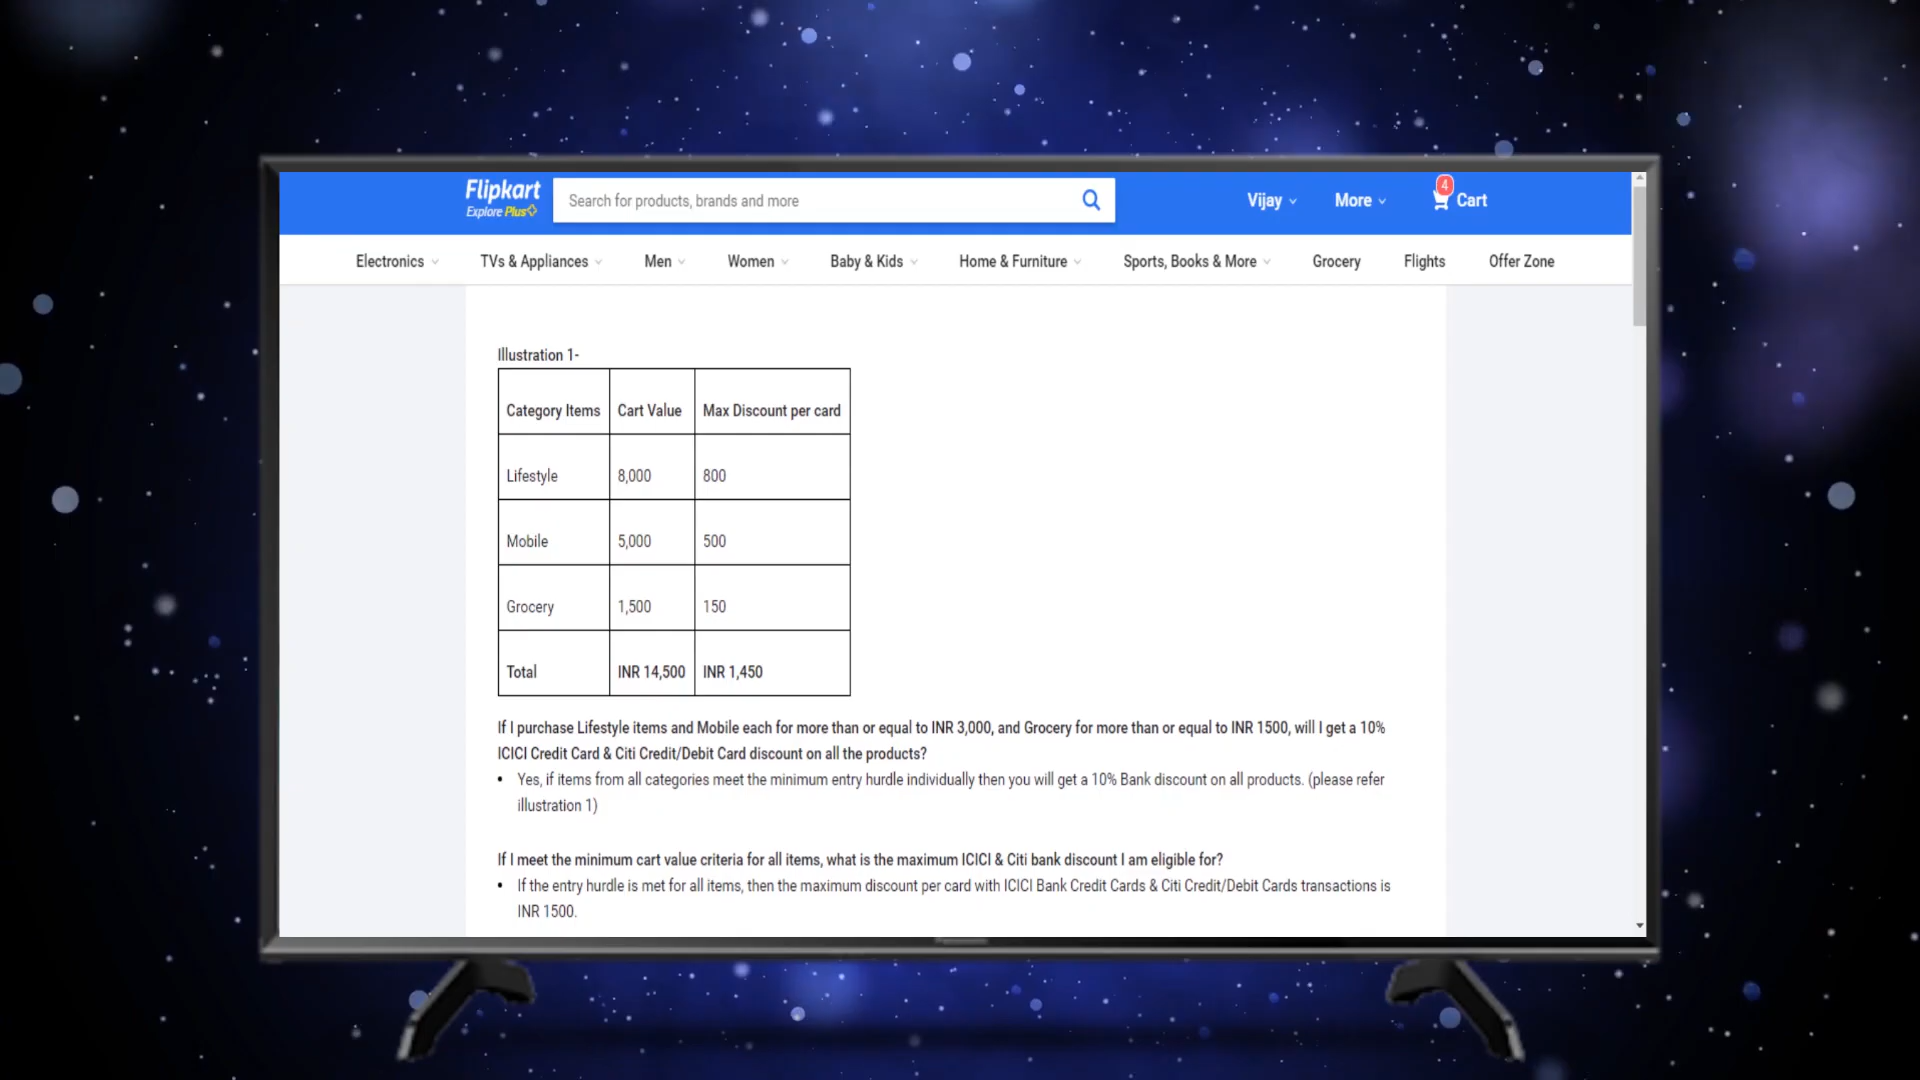 Flipkart
Explore Plus
Search for products, brands and more
Vijay
More
4
Cart
Electronics
TVs & Appliances
Men
Women
Baby & Kids
Home & Furniture
Sports, Books & More
Grocery
Flights
Offer Zone
Illustration 1-
Category Items Cart Value Max Discount per card
Lifestyle 8,000 800
Mobile 5,000 500
Grocery 1,500 150
Total INR 14,500 INR 1,450
If I purchase Lifestyle items and Mobile each for more than or equal to INR 3,000, and Grocery for more than or equal to INR 1500, will I get a 10%
ICICI Credit Card & Citi Credit/Debit Card discount on all the products?
• Yes, if items from all categories meet the minimum entry hurdle individually then you will get a 10% Bank discount on all products. (please refer
illustration 1)
If I meet the minimum cart value criteria for all items, what is the maximum ICICI & Citi bank discount I am eligible for?
• If the entry hurdle is met for all items, then the maximum discount per card with ICICI Bank Credit Cards & Citi Credit/Debit Cards transactions is
INR 1500.